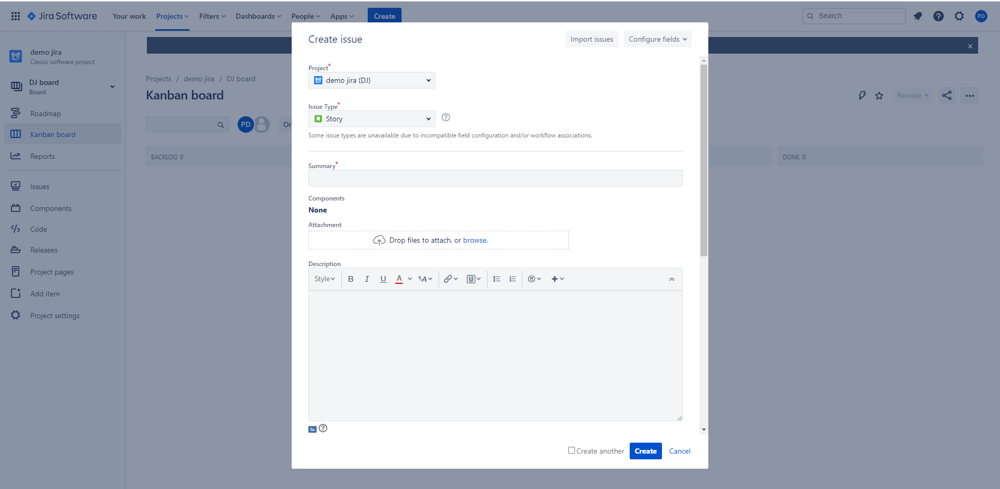 Jira Software
Your work
Projects
Filters
Dashboards
People
Apps
Create
Search
PD
demo jira
Classic software project
DJ board
Board
Roadmap
Kanban board
Reports
Issues
Components
Code
Releases
Project pages
Add item
Project settings
Projects / demo jira / DJ board
Kanban board
Release
PD
BACKLOG 0
DONE 0
Create issue
Import issues
Configure fields
Project*
demo jira (DJ)
Issue Type*
Story
Some issue types are unavailable due to incompatible field configuration and/or workflow associations.
Summary*
Components
None
Attachment
Drop files to attach, or browse.
Description
Style B I U A ªA
Create another
Create
Cancel